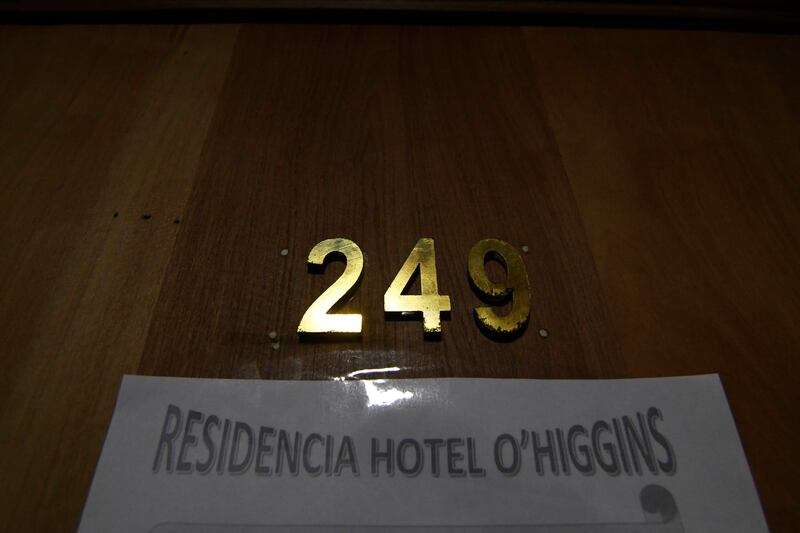 249
RESIDENCIA HOTEL O'HIGGINS